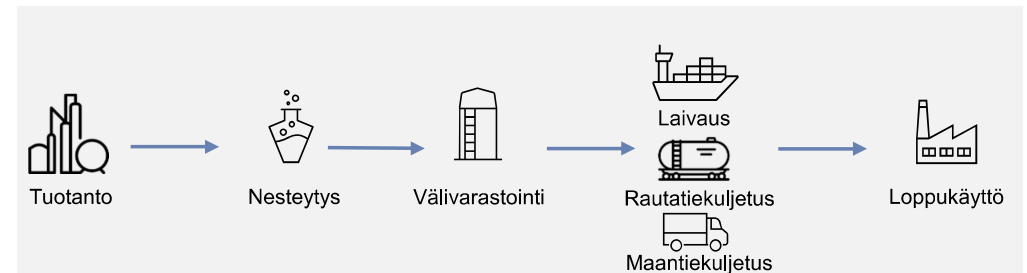 Tuotanto
Nesteytys
Välivarastointi
Laivaus
Rautatiekuljetus
Maantiekuljetus
Loppukäyttö